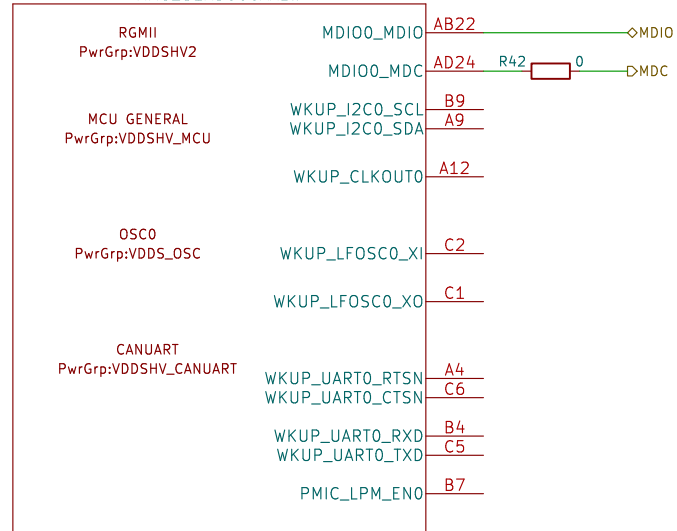 RGMII
PwrGrp:VDDSHV2
MDIO0_MDIO AB22 MDIO
MDIO0_MDC AD24 R42 0 MDC
MCU GENERAL
PwrGrp:VDDSHV_MCU
WKUP_I2C0_SCL B9
WKUP_I2C0_SDA A9
WKUP_CLKOUT0 A12
OSC0
PwrGrp:VDDS_OSC
WKUP_LFOSC0_XI C2
WKUP_LFOSC0_XO C1
CANUART
PwrGrp:VDDSHV_CANUART
WKUP_UART0_RTSN A4
WKUP_UART0_CTSN C6
WKUP_UART0_RXD B4
WKUP_UART0_TXD C5
PMIC_LPM_EN0 B7